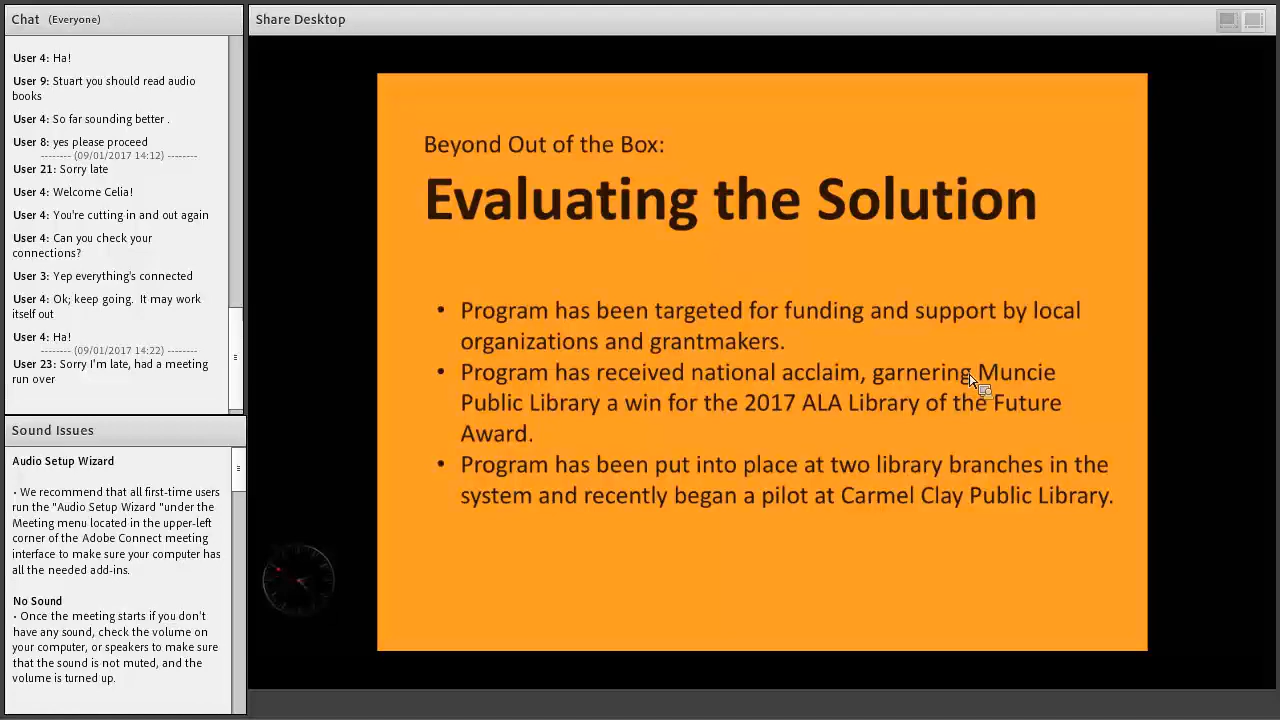 Chat (Everyone)
User 4: Ha!
User 9: Stuart you should read audio
books
User 4: So far sounding better .
User 8: yes please proceed
-------- (09/01/2017 14:12) --------
User 21: Sorry late
User 4: Welcome Celia!
User 4: You're cutting in and out again
User 4: Can you check your
connections?
User 3: Yep everything's connected
User 4: Ok; keep going. It may work
itself out
User 4: Ha!
-------- (09/01/2017 14:22) --------
User 23: Sorry I'm late, had a meeting
run over
Sound Issues
Audio Setup Wizard
• We recommend that all first-time users
run the "Audio Setup Wizard "under the
Meeting menu located in the upper-left
corner of the Adobe Connect meeting
interface to make sure your computer has
all the needed add-ins.
No Sound
• Once the meeting starts if you don't
have any sound, check the volume on
your computer, or speakers to make sure
that the sound is not muted, and the
volume is turned up.
Share Desktop
Beyond Out of the Box:
Evaluating the Solution
• Program has been targeted for funding and support by local
organizations and grantmakers.
• Program has received national acclaim, garnering Muncie
Public Library a win for the 2017 ALA Library of the Future
Award.
• Program has been put into place at two library branches in the
system and recently began a pilot at Carmel Clay Public Library.